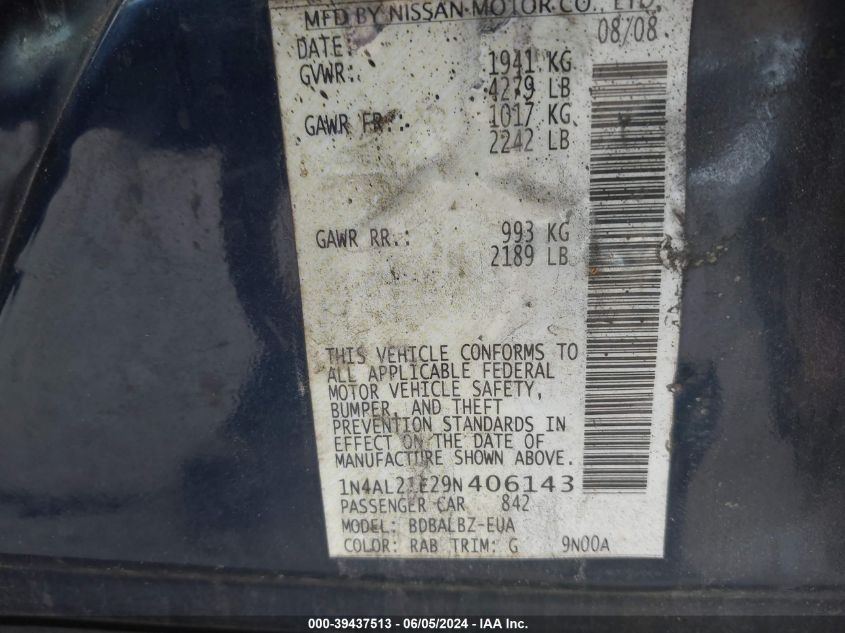 MFD BY NISSAN MOTOR CO., LTD.
DATE: 08/08
GVWR: 1941 KG
4279 LB
GAWR FR.: 1017 KG
2242 LB
GAWR RR.: 993 KG
2189 LB
THIS VEHICLE CONFORMS TO
ALL APPLICABLE FEDERAL
MOTOR VEHICLE SAFETY,
BUMPER, AND THEFT
PREVENTION STANDARDS IN
EFFECT ON THE DATE OF
MANUFACTURE SHOWN ABOVE.
1N4AL21E29N406143
PASSENGER CAR 842
MODEL: BDBALBZ-EUA
COLOR: RAB TRIM: G 9N00A
000-39437513 - 06/05/2024 - IAA Inc.